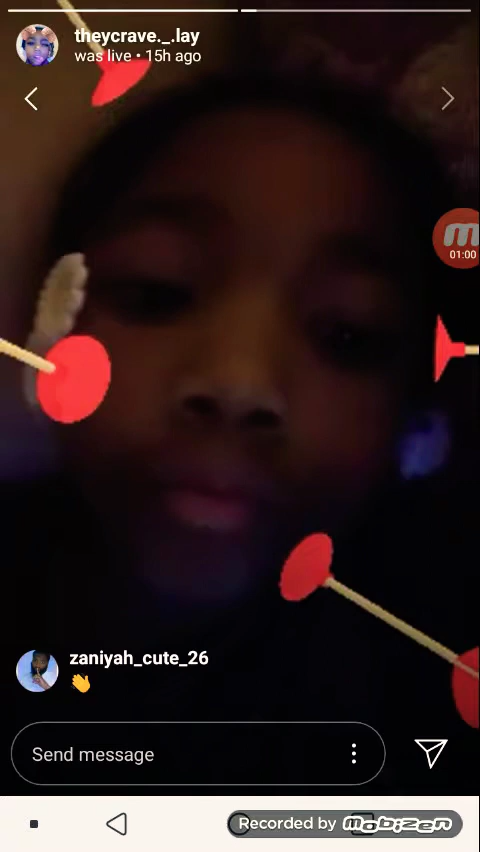 theycrave._.lay
was live • 15h ago
m
01:00
zaniyah_cute_26
👋
Send message
Recorded by mobizen